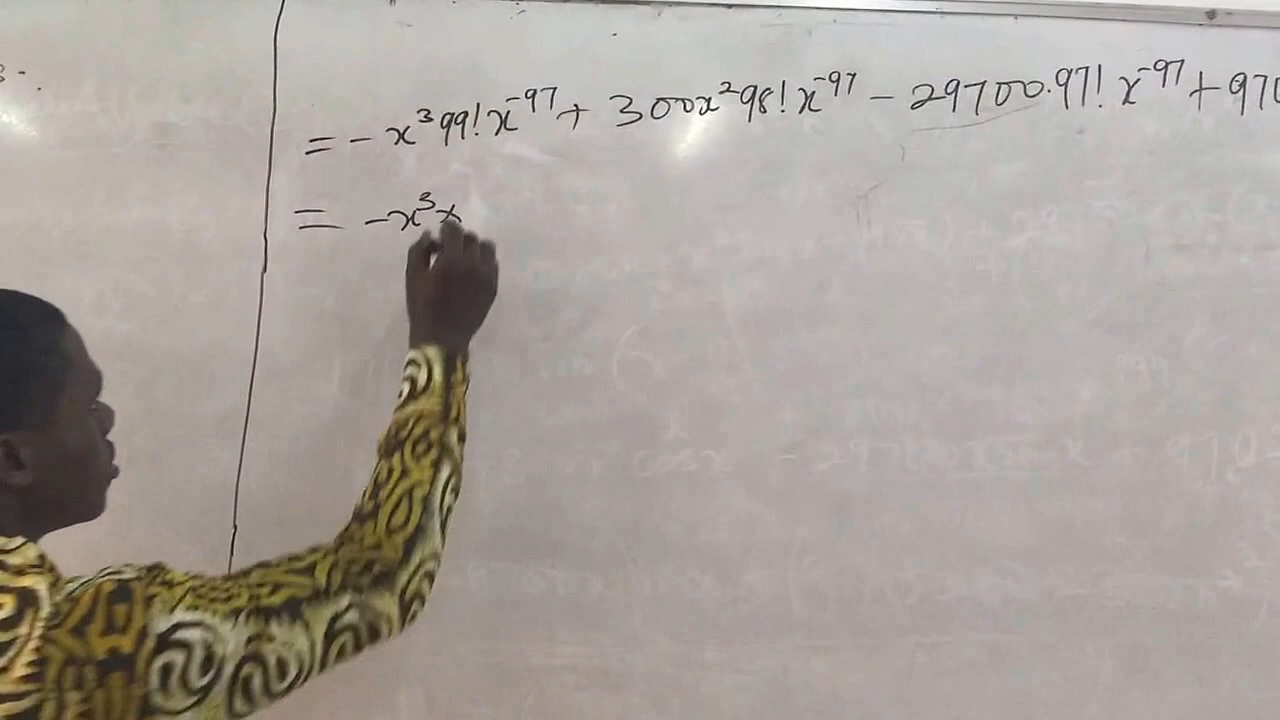 = - x³ 99! x⁻⁹⁷ + 300x² 98! x⁻⁹⁷ - 29700.97! x⁻⁹⁷ + 970
= -x³ x